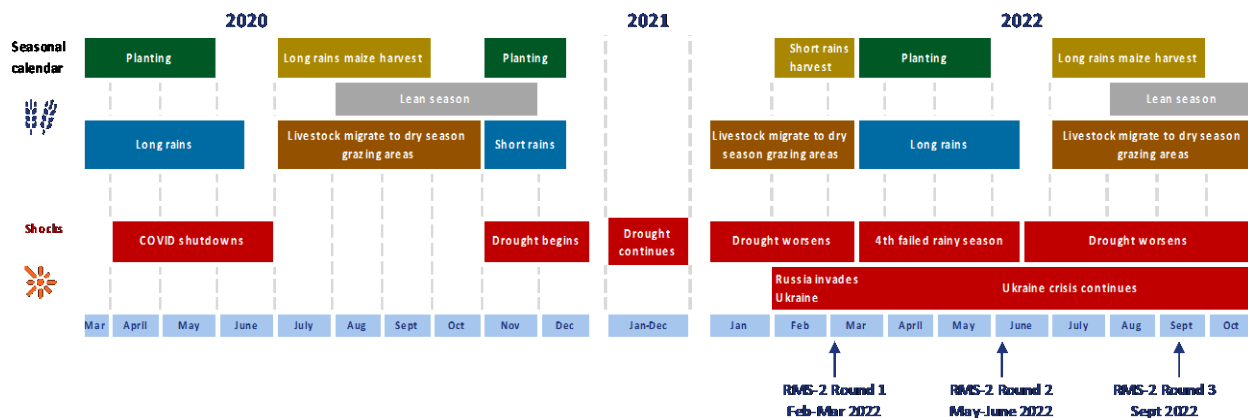 2020
2021
2022
Seasonal
calendar
Planting
Long rains maize harvest
Planting
Short rains
harvest
Planting
Long rains maize harvest
Lean season
Lean season
Long rains
Livestock migrate to dry season
grazing areas
Short rains
Livestock migrate to dry
season grazing areas
Long rains
Livestock migrate to dry season
grazing areas
Shocks
COVID shutdowns
Drought begins
Drought
continues
Drought worsens
4th failed rainy season
Drought worsens
Russia invades
Ukraine
Ukraine crisis continues
Mar April May June July Aug Sept Oct Nov Dec Jan-Dec Jan Feb Mar April May June July Aug Sept Oct
RMS-2 Round 1
Feb-Mar 2022
RMS-2 Round 2
May-June 2022
RMS-2 Round 3
Sept 2022